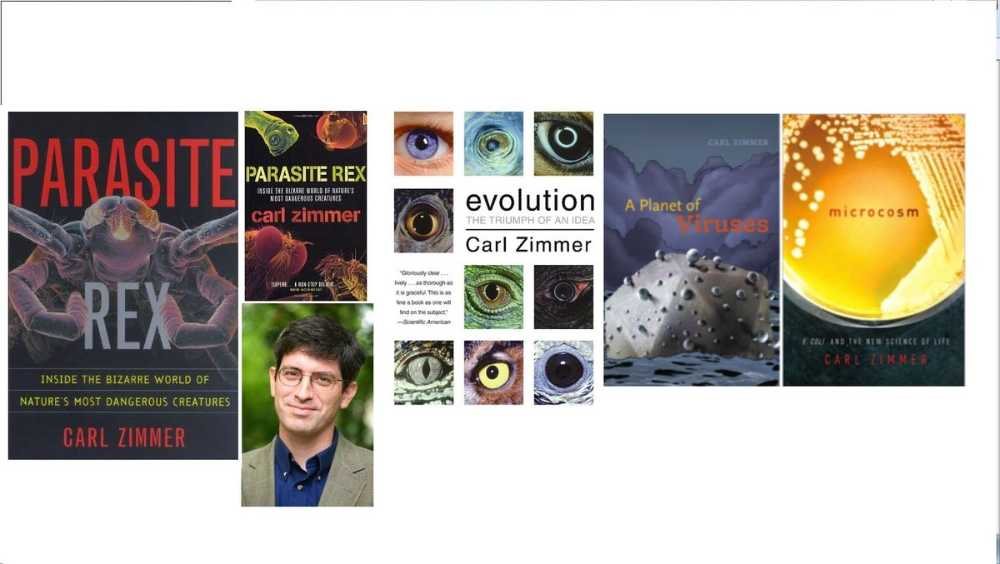 PARASITE
REX
INSIDE THE BIZARRE WORLD OF
NATURE'S MOST DANGEROUS CREATURES
CARL ZIMMER
PARASITE REX
INSIDE THE BIZARRE WORLD OF NATURE'S
MOST DANGEROUS CREATURES
carl zimmer
'SUPERB... A NON-STOP DELIGHT...'
NEW SCIENTIST
evolution
THE TRIUMPH OF AN IDEA
Carl Zimmer
"Gloriously clear . . .
lively . . . as thorough as
it is graceful. This is as
fine a book as one will
find on the subject."
—Scientific American
CARL ZIMMER
A Planet of
Viruses
microcosm
E. COLI AND THE NEW SCIENCE OF LIFE
CARL ZIMMER